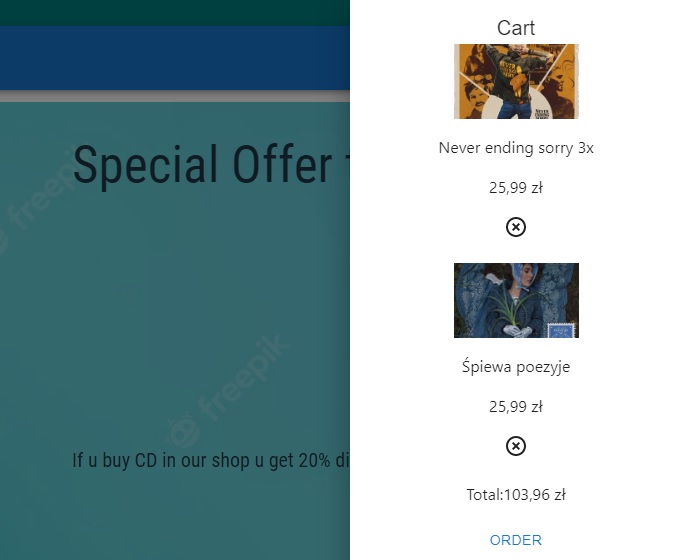 Cart
Never ending sorry 3x
25,99 zł
Śpiewa poezyje
25,99 zł
Total:103,96 zł
ORDER
Special Offer
If u buy CD in our shop u get 20% di
freepik
freepik